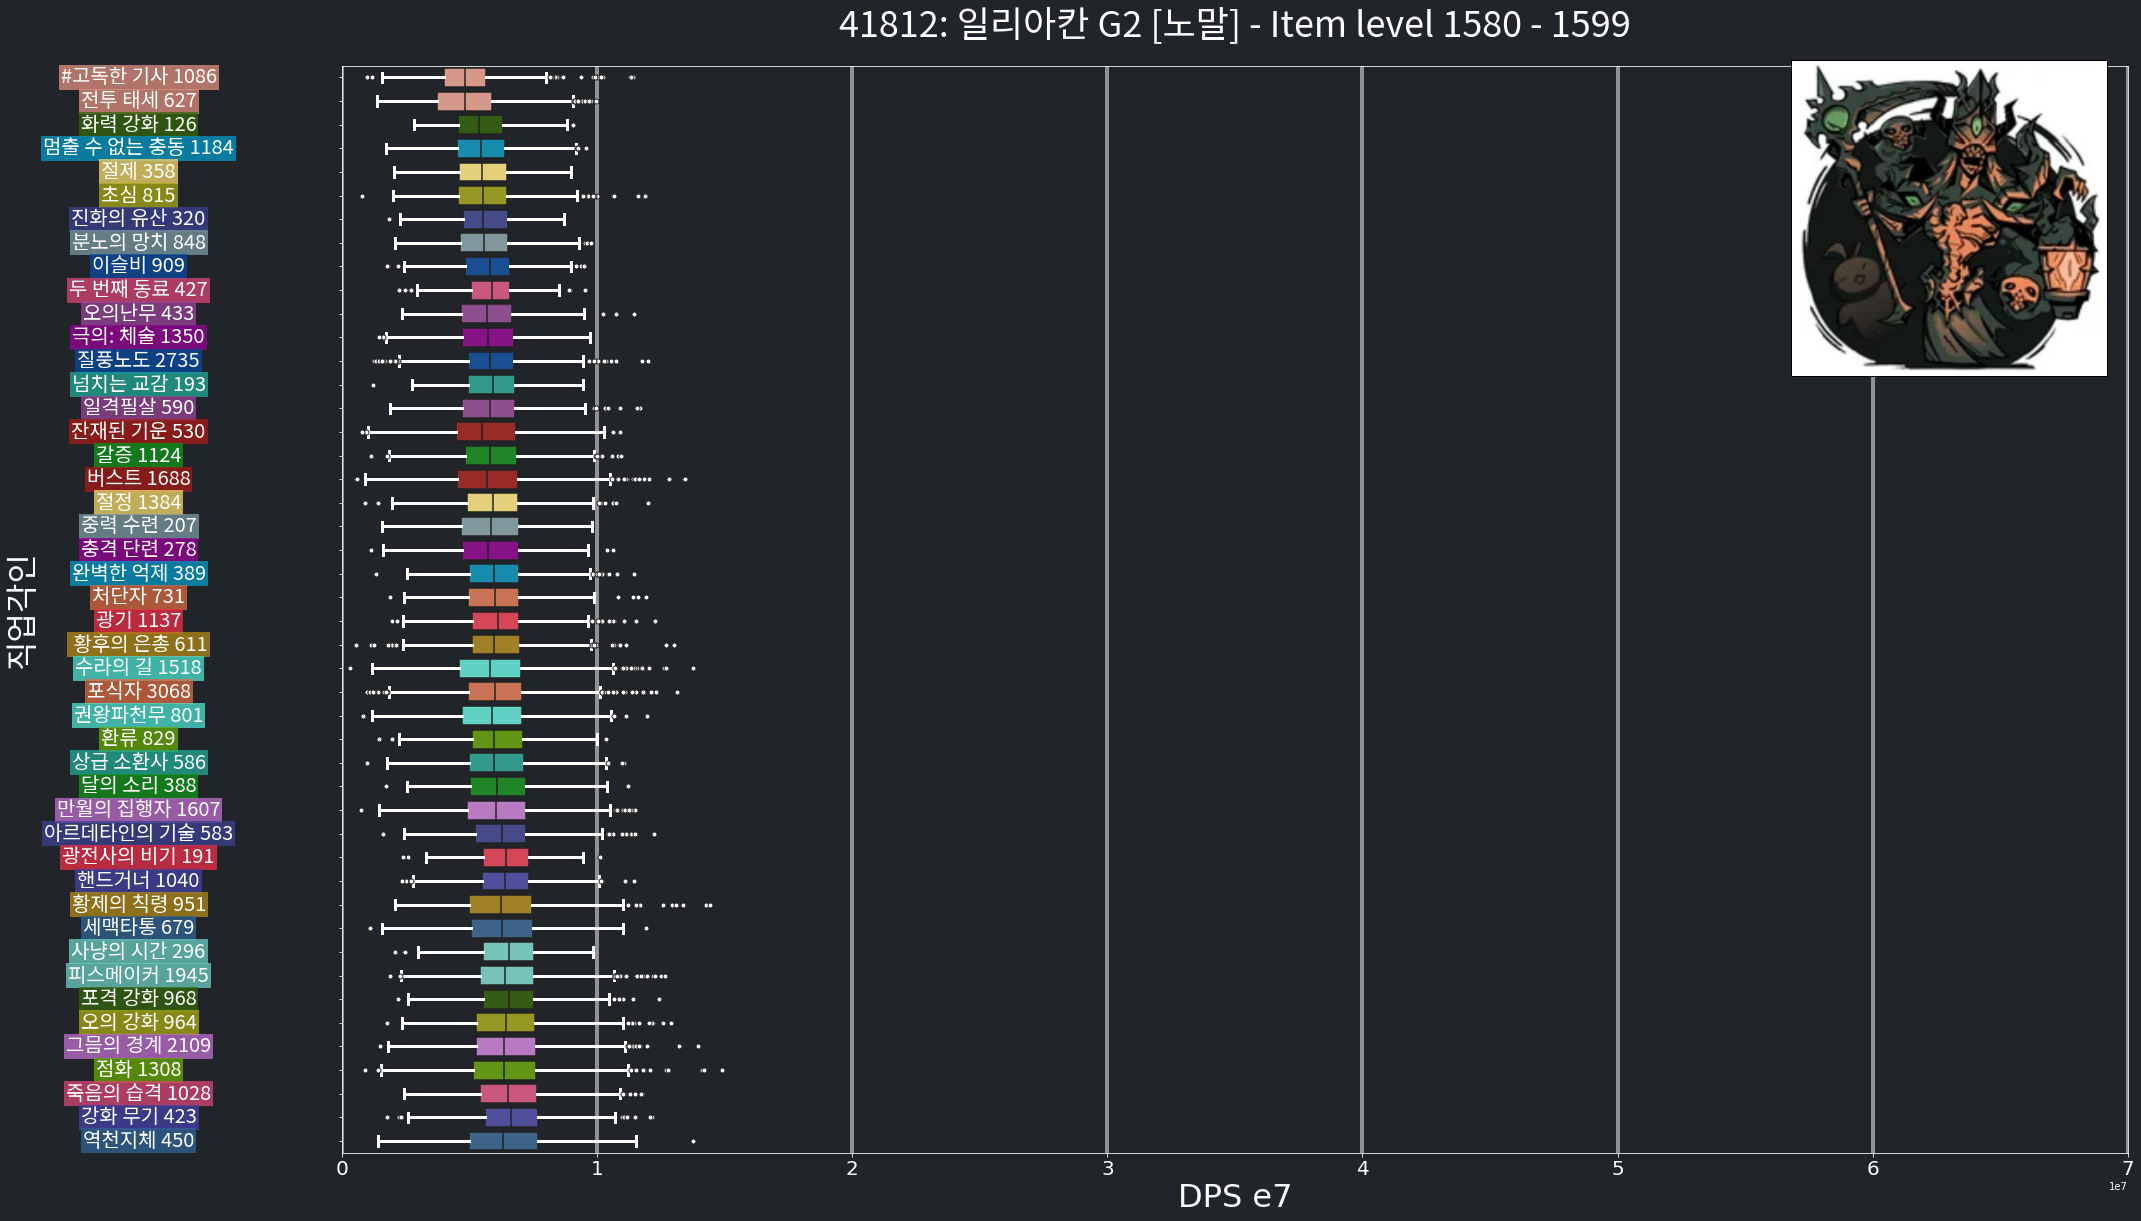 41812: 일리아칸 G2 [노말] - Item level 1580 - 1599
직업각인
#고독한 기사 1086
전투 태세 627
화력 강화 126
멈출 수 없는 충동 1184
절제 358
초심 815
진화의 유산 320
분노의 망치 848
이슬비 909
두 번째 동료 427
오의난무 433
극의: 체술 1350
질풍노도 2735
넘치는 교감 193
일격필살 590
잔재된 기운 530
갈증 1124
버스트 1688
절정 1384
중력 수련 207
충격 단련 278
완벽한 억제 389
처단자 731
광기 1137
황후의 은총 611
수라의 길 1518
포식자 3068
권왕파천무 801
환류 829
상급 소환사 586
달의 소리 388
만월의 집행자 1607
아르데타인의 기술 583
광전사의 비기 191
핸드거너 1040
황제의 칙령 951
세맥타통 679
사냥의 시간 296
피스메이커 1945
포격 강화 968
오의 강화 964
그믐의 경계 2109
점화 1308
죽음의 습격 1028
강화 무기 423
역천지체 450
0 1 2 3 4 5 6 7
DPS e7
1e7